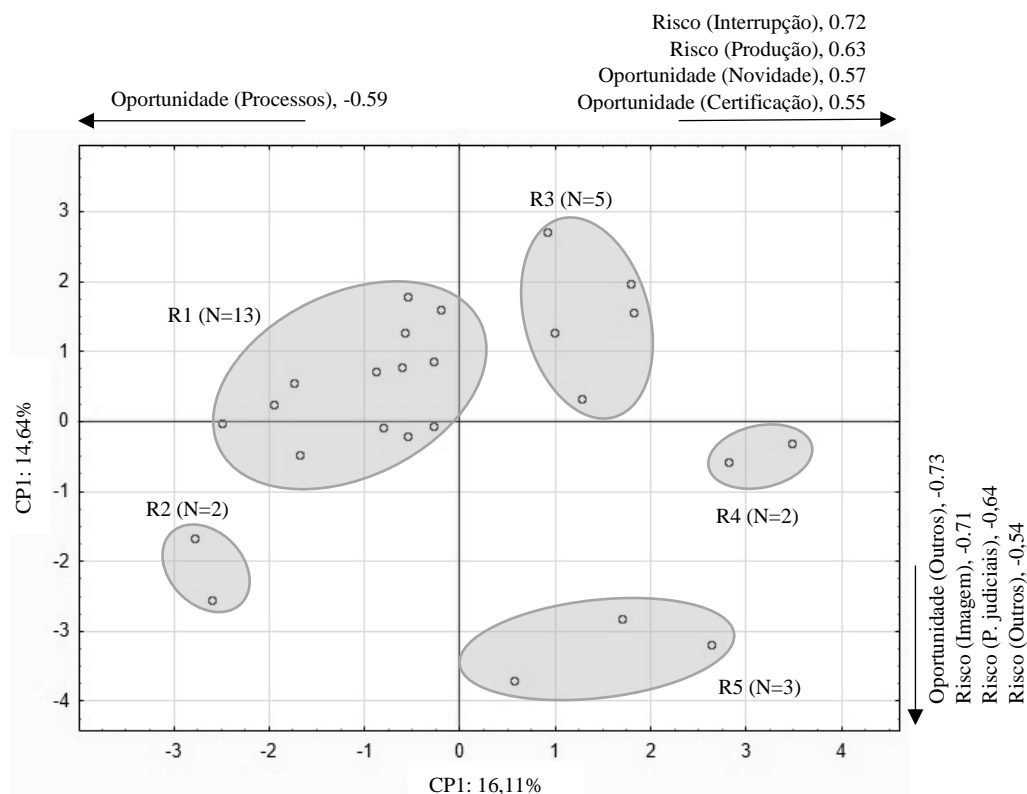 Risco (Interrupção), 0.72
Risco (Produção), 0.63
Oportunidade (Novidade), 0.57
Oportunidade (Certificação), 0.55
Oportunidade (Processos), -0.59
3
2
1
0
-1
-2
-3
-4
CP1: 14,64%
R3 (N=5)
R1 (N=13)
R2 (N=2)
R4 (N=2)
R5 (N=3)
Oportunidade (Outros), -0.73
Risco (Imagem), -0.71
Risco (P. judiciais), -0,64
Risco (Outros), -0,54
-3 -2 -1 0 1 2 3 4
CP1: 16,11%